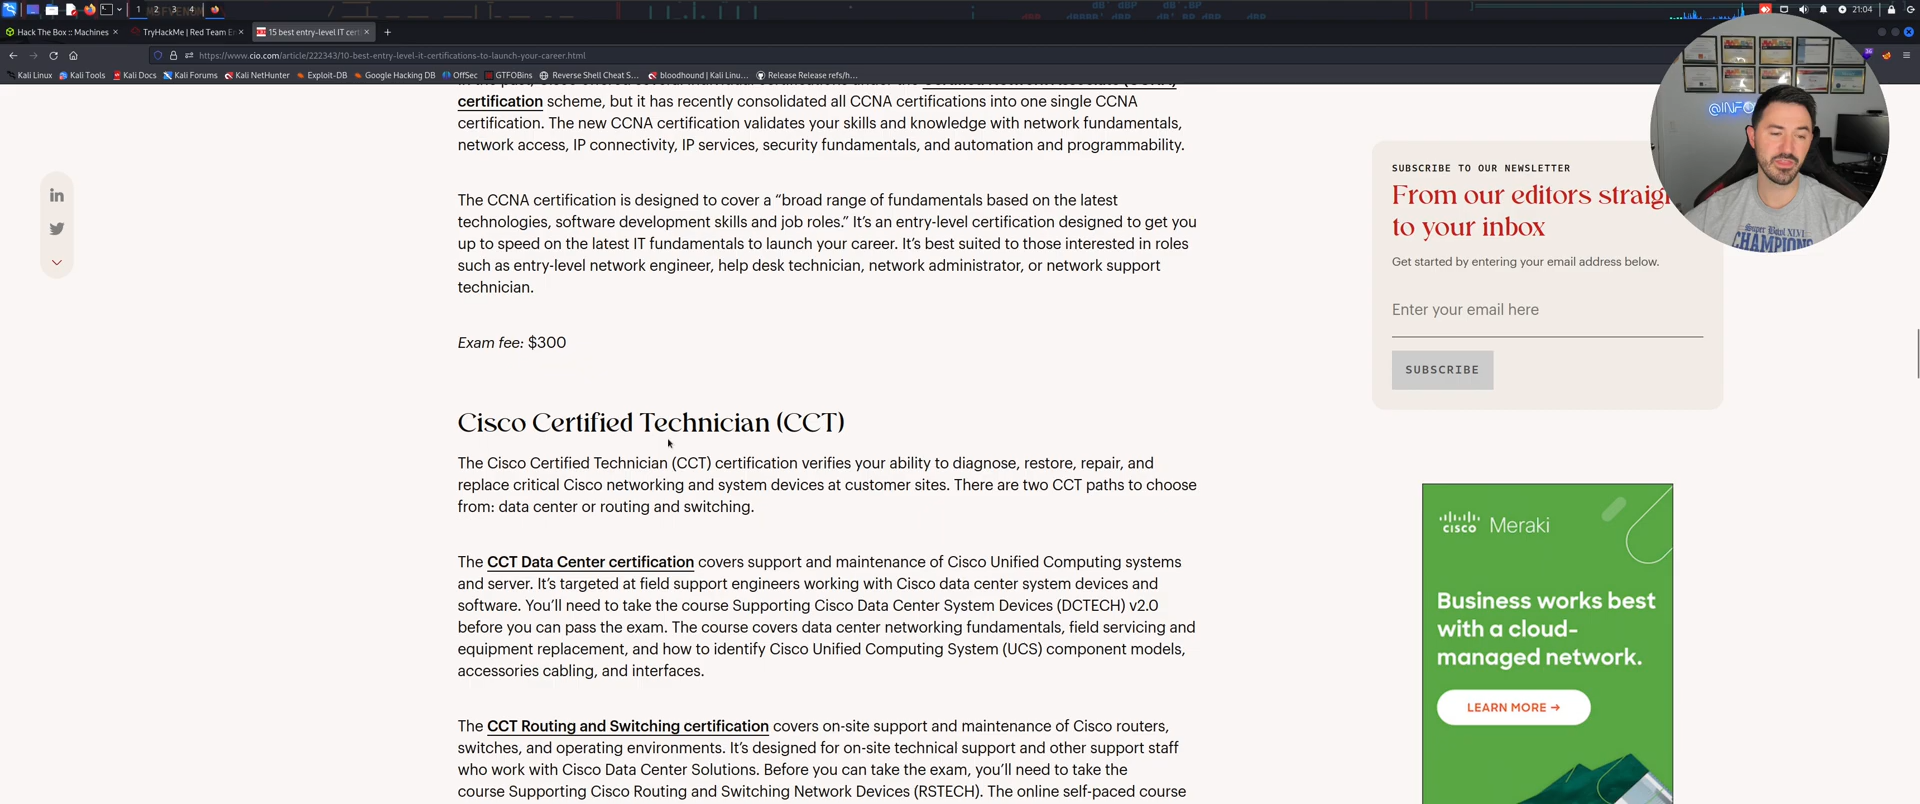 1 2 3 4
21:04
Hack The Box :: Machines
TryHackMe | Red Team E
15 best entry-level IT cert
https://www.cio.com/article/222343/10-best-entry-level-it-certifications-to-launch-your-career.html
Kali Linux Kali Tools Kali Docs Kali Forums Kali NetHunter Exploit-DB Google Hacking DB OffSec GTFOBins Reverse Shell Cheat S... bloodhound | Kali Linu... Release Release refs/h...
certification scheme, but it has recently consolidated all CCNA certifications into one single CCNA
certification. The new CCNA certification validates your skills and knowledge with network fundamentals,
network access, IP connectivity, IP services, security fundamentals, and automation and programmability.
The CCNA certification is designed to cover a “broad range of fundamentals based on the latest
technologies, software development skills and job roles.” It’s an entry-level certification designed to get you
up to speed on the latest IT fundamentals to launch your career. It’s best suited to those interested in roles
such as entry-level network engineer, help desk technician, network administrator, or network support
technician.
Exam fee: $300
Cisco Certified Technician (CCT)
The Cisco Certified Technician (CCT) certification verifies your ability to diagnose, restore, repair, and
replace critical Cisco networking and system devices at customer sites. There are two CCT paths to choose
from: data center or routing and switching.
The CCT Data Center certification covers support and maintenance of Cisco Unified Computing systems
and server. It’s targeted at field support engineers working with Cisco data center system devices and
software. You’ll need to take the course Supporting Cisco Data Center System Devices (DCTECH) v2.0
before you can pass the exam. The course covers data center networking fundamentals, field servicing and
equipment replacement, and how to identify Cisco Unified Computing System (UCS) component models,
accessories cabling, and interfaces.
The CCT Routing and Switching certification covers on-site support and maintenance of Cisco routers,
switches, and operating environments. It’s designed for on-site technical support and other support staff
who work with Cisco Data Center Solutions. Before you can take the exam, you’ll need to take the
course Supporting Cisco Routing and Switching Network Devices (RSTECH). The online self-paced course
SUBSCRIBE TO OUR NEWSLETTER
From our editors straig
to your inbox
Get started by entering your email address below.
Enter your email here
SUBSCRIBE
@INFO
Super Bowl XLVI
CHAMPIONS
cisco Meraki
Business works best
with a cloud-
managed network.
LEARN MORE →